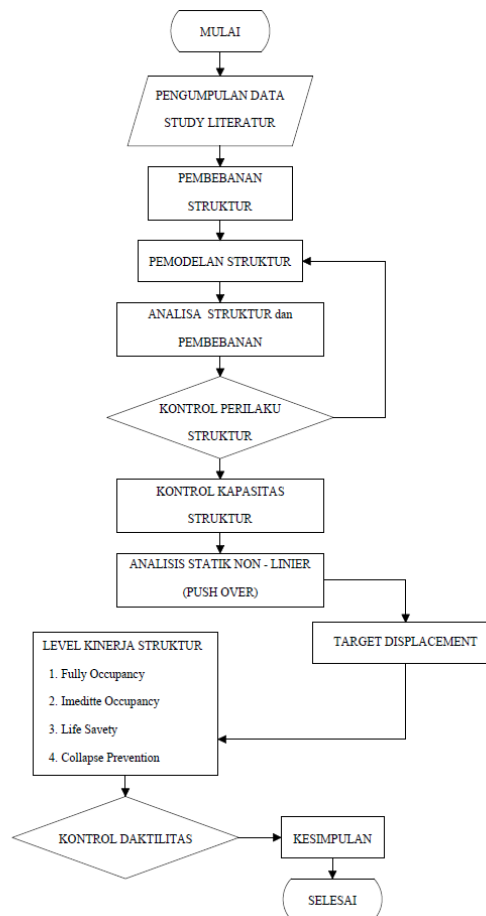 MULAI
PENGUMPULAN DATA
STUDY LITERATUR
PEMBEBANAN
STRUKTUR
PEMODELAN STRUKTUR
ANALISA STRUKTUR dan
PEMBEBANAN
KONTROL PERILAKU
STRUKTUR
KONTROL KAPASITAS
STRUKTUR
ANALISIS STATIK NON - LINIER
(PUSH OVER)
TARGET DISPLACEMENT
LEVEL KINERJA STRUKTUR
1. Fully Occupancy
2. Imeditte Occupancy
3. Life Savety
4. Collapse Prevention
KONTROL DAKTILITAS
KESIMPULAN
SELESAI